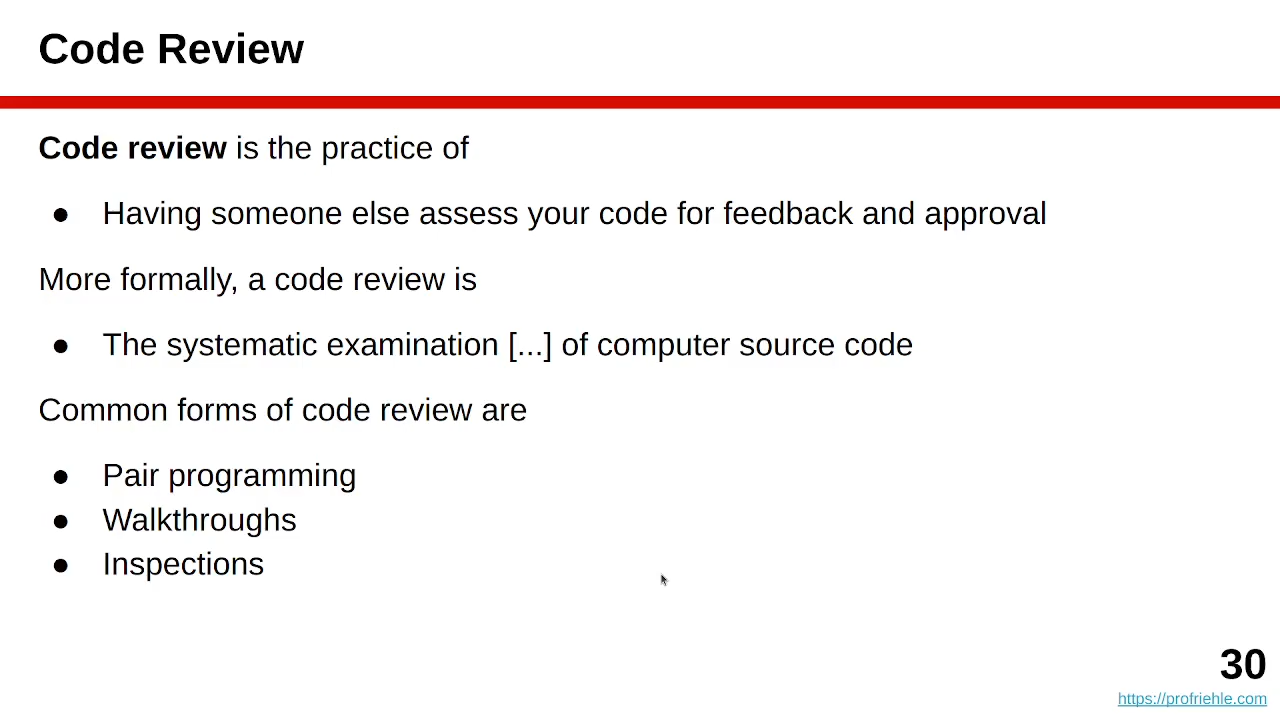 Code Review
Code review is the practice of
● Having someone else assess your code for feedback and approval
More formally, a code review is
● The systematic examination [...] of computer source code
Common forms of code review are
● Pair programming
● Walkthroughs
● Inspections
30
https://profriehle.com